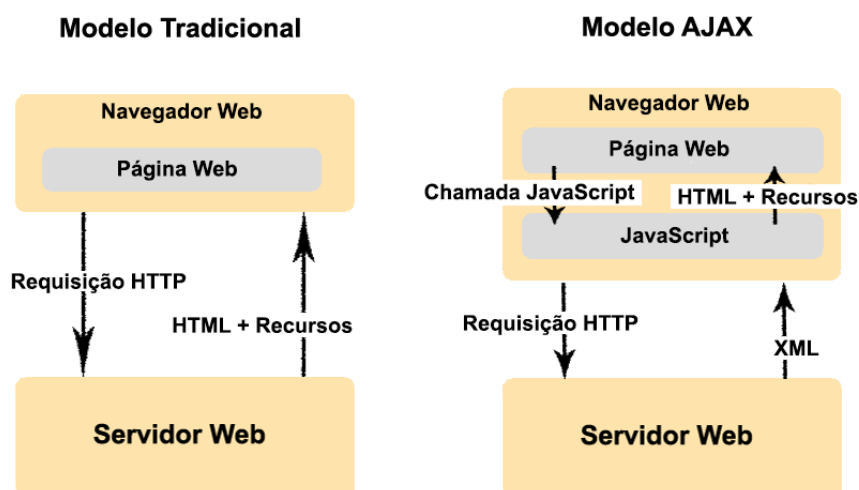 Modelo Tradicional
Navegador Web
Página Web
Requisição HTTP
HTML + Recursos
Servidor Web
Modelo AJAX
Navegador Web
Página Web
Chamada JavaScript
HTML + Recursos
JavaScript
Requisição HTTP
XML
Servidor Web